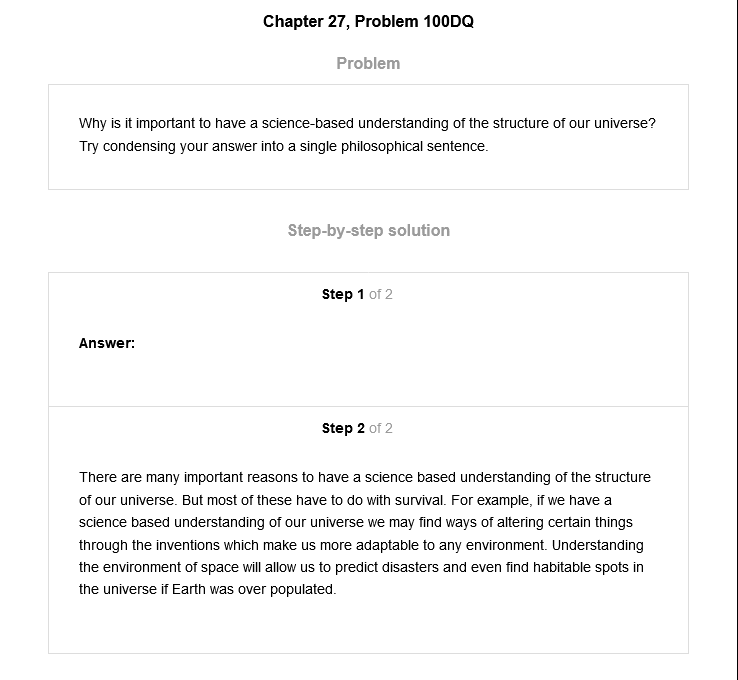 Chapter 27, Problem 100DQ
Problem
Why is it important to have a science-based understanding of the structure of our universe?
Try condensing your answer into a single philosophical sentence.
Step-by-step solution
Step 1 of 2
Answer:
Step 2 of 2
There are many important reasons to have a science based understanding of the structure
of our universe. But most of these have to do with survival. For example, if we have a
science based understanding of our universe we may find ways of altering certain things
through the inventions which make us more adaptable to any environment. Understanding
the environment of space will allow us to predict disasters and even find habitable spots in
the universe if Earth was over populated.